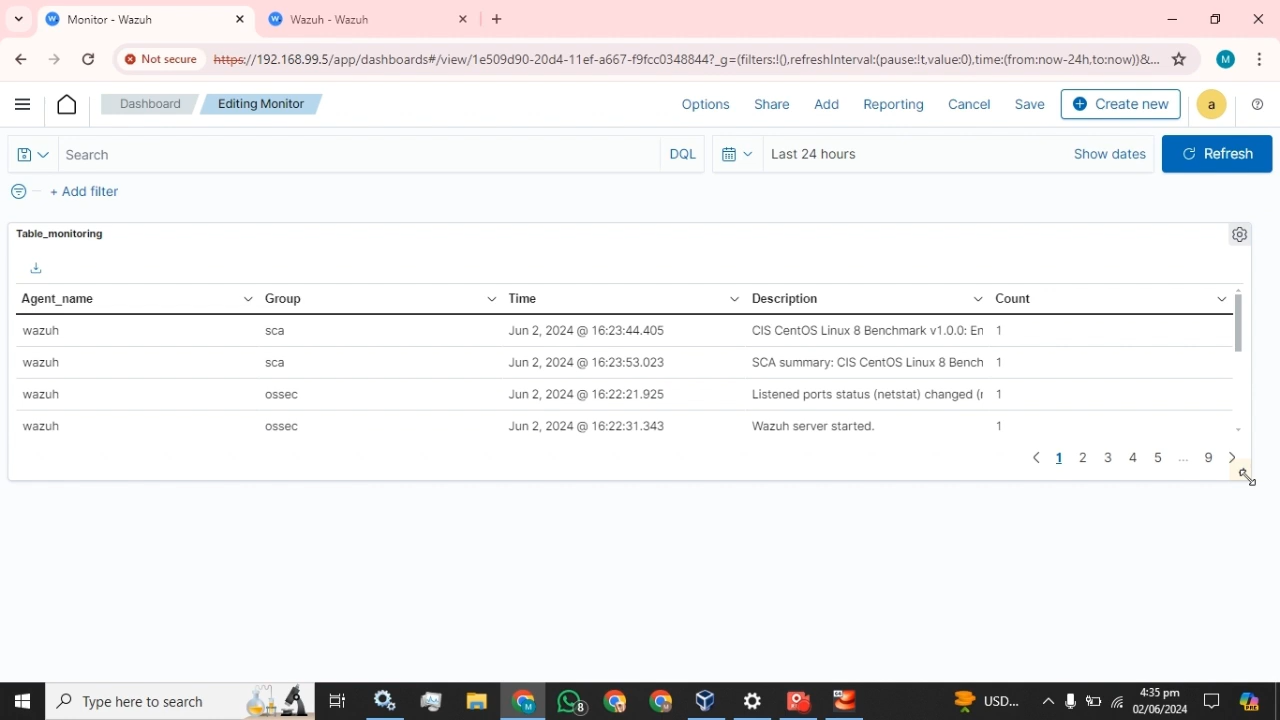 Monitor - Wazuh
Wazuh - Wazuh
Not secure
https://192.168.99.5/app/dashboards#/view/1e509d90-20d4-11ef-a667-f9fcc0348844?_g=(filters:!(),refreshInterval:(pause:!t,value:0),time:(from:now-24h,to:now))&...
M
Dashboard
Editing Monitor
Options
Share
Add
Reporting
Cancel
Save
Create new
a
Search
DQL
Last 24 hours
Show dates
Refresh
+ Add filter
Table_monitoring
Agent_name Group Time Description Count
wazuh sca Jun 2, 2024 @ 16:23:44.405 CIS CentOS Linux 8 Benchmark v1.0.0: En 1
wazuh sca Jun 2, 2024 @ 16:23:53.023 SCA summary: CIS CentOS Linux 8 Bench 1
wazuh ossec Jun 2, 2024 @ 16:22:21.925 Listened ports status (netstat) changed (r 1
wazuh ossec Jun 2, 2024 @ 16:22:31.343 Wazuh server started. 1
1 2 3 4 5 ... 9
Type here to search
8
USD...
4:35 pm
02/06/2024